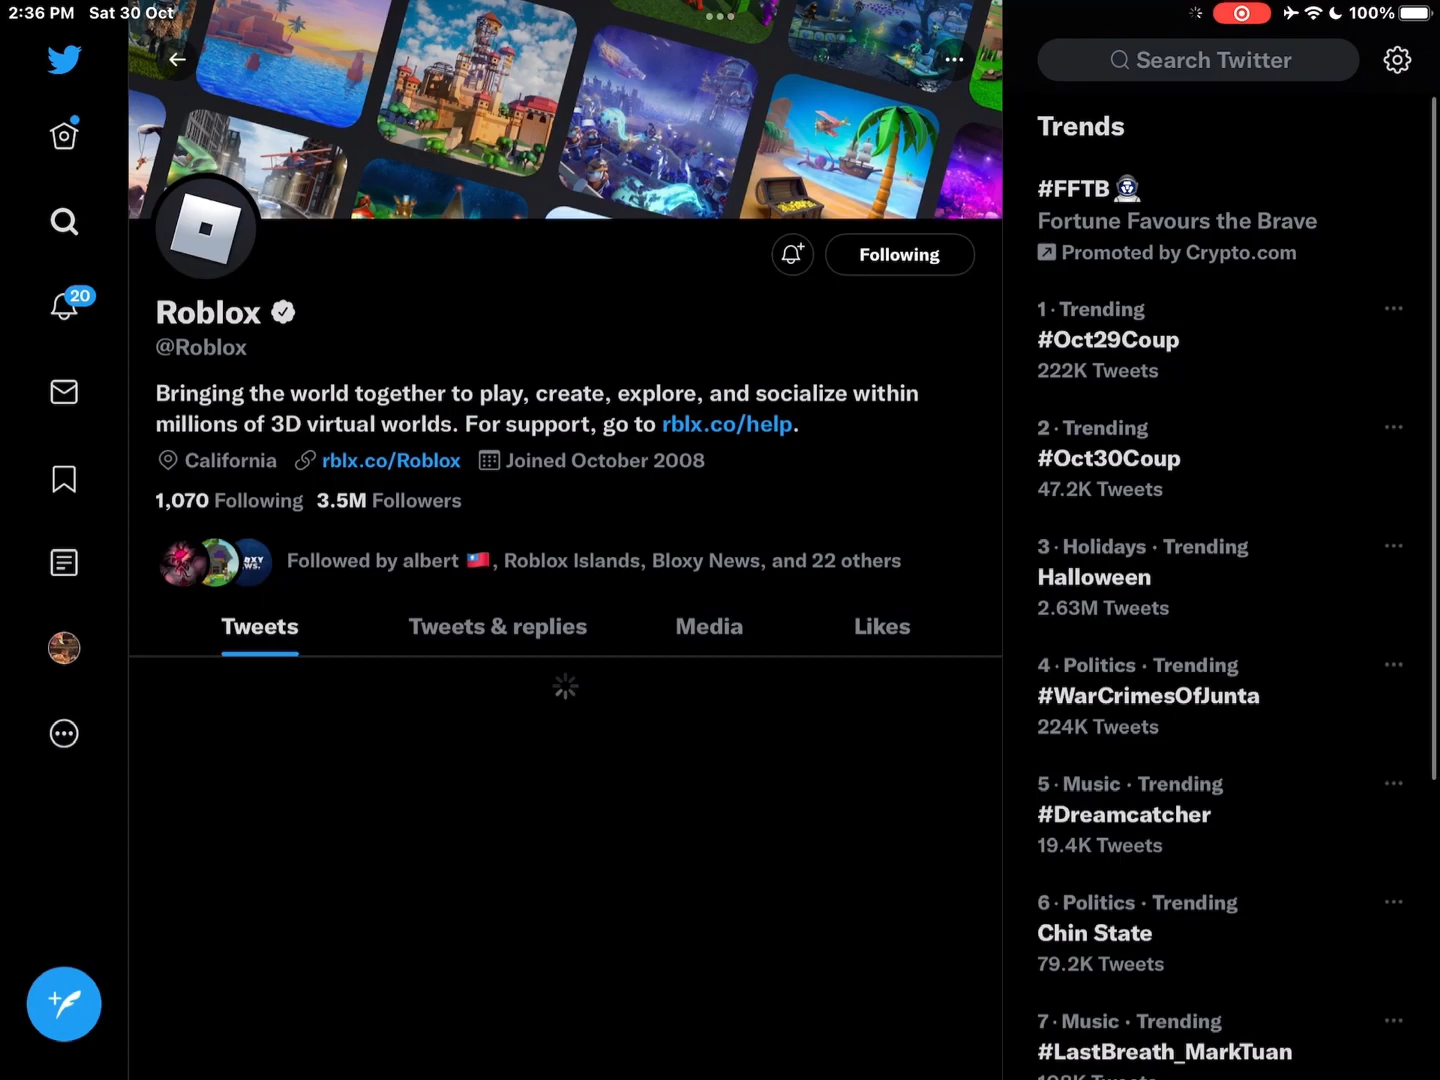 2:36 PM Sat 30 Oct
100%
Search Twitter
20
Following
Roblox
@Roblox
Bringing the world together to play, create, explore, and socialize within
millions of 3D virtual worlds. For support, go to rblx.co/help.
California rblx.co/Roblox Joined October 2008
1,070 Following 3.5M Followers
Followed by albert 🇹🇼, Roblox Islands, Bloxy News, and 22 others
Tweets Tweets & replies Media Likes
Trends
#FFTB
Fortune Favours the Brave
Promoted by Crypto.com
1 · Trending
#Oct29Coup
222K Tweets
2 · Trending
#Oct30Coup
47.2K Tweets
3 · Holidays · Trending
Halloween
2.63M Tweets
4 · Politics · Trending
#WarCrimesOfJunta
224K Tweets
5 · Music · Trending
#Dreamcatcher
19.4K Tweets
6 · Politics · Trending
Chin State
79.2K Tweets
7 · Music · Trending
#LastBreath_MarkTuan